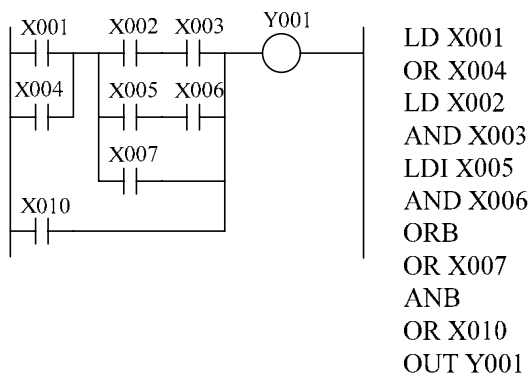 X001 X002 X003 Y001
X004 X005 X006
X007
X010
LD X001
OR X004
LD X002
AND X003
LDI X005
AND X006
ORB
OR X007
ANB
OR X010
OUT Y001